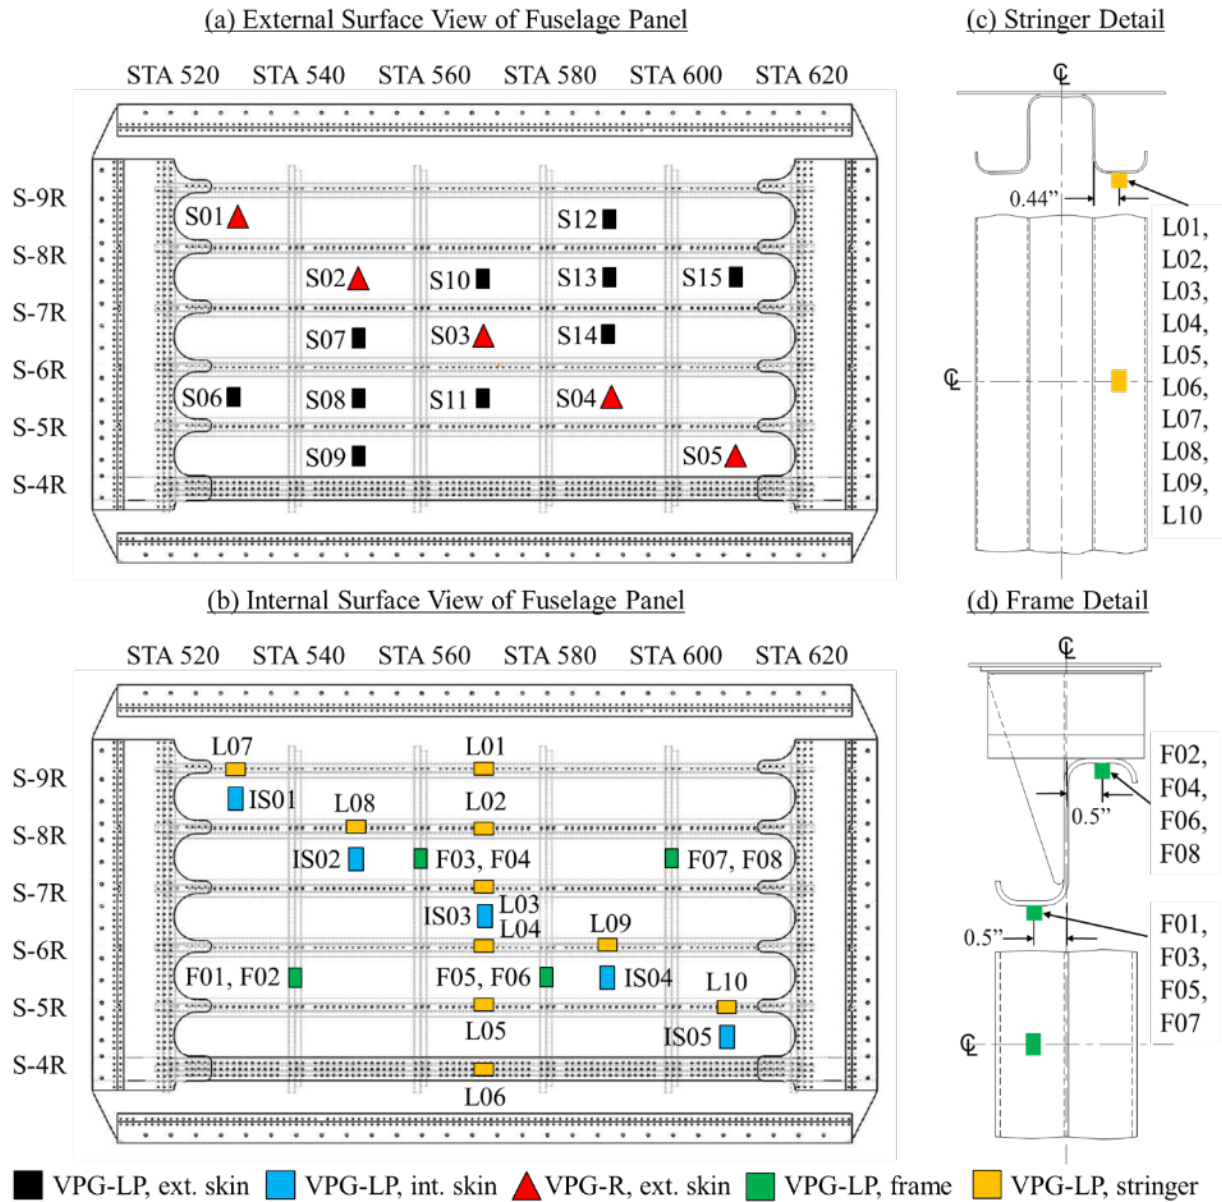 (a) External Surface View of Fuselage Panel
(c) Stringer Detail
STA 520 STA 540 STA 560 STA 580 STA 600 STA 620
℄
S-9R
S01
S12
0.44”
S-8R
L01,
L02,
L03,
L04,
L05,
L06,
L07,
L08,
L09,
L10
S02
S10
S13
S15
S-7R
S07
S03
S14
S-6R
℄
S06
S08
S11
S04
S-5R
S09
S05
S-4R
(b) Internal Surface View of Fuselage Panel
(d) Frame Detail
STA 520 STA 540 STA 560 STA 580 STA 600 STA 620
℄
L07
L01
S-9R
IS01
L08
L02
F02,
F04,
F06,
F08
0.5”
S-8R
IS02
F03, F04
F07, F08
S-7R
IS03
L03
L04
L09
F01,
F03,
F05,
F07
0.5”
S-6R
F01, F02
F05, F06
IS04
L10
S-5R
L05
IS05
℄
S-4R
L06
VPG-LP, ext. skin VPG-LP, int. skin VPG-R, ext. skin VPG-LP, frame VPG-LP, stringer